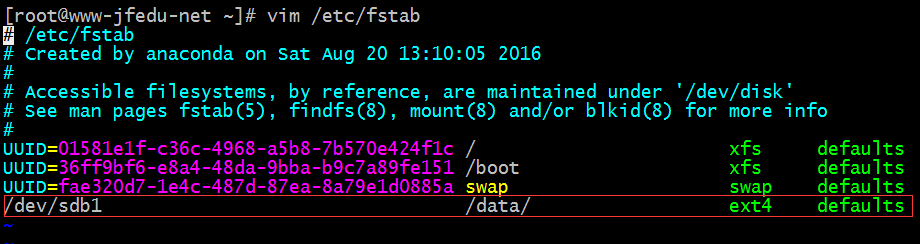 [root@www-jfedu-net ~]# vim /etc/fstab
# /etc/fstab
# Created by anaconda on Sat Aug 20 13:10:05 2016
#
# Accessible filesystems, by reference, are maintained under '/dev/disk'
# See man pages fstab(5), findfs(8), mount(8) and/or blkid(8) for more info
#
UUID=01581e1f-c36c-4968-a5b8-7b570e424f1c / xfs defaults
UUID=36ff9bf6-e8a4-48da-9bba-b9c7a89fe151 /boot xfs defaults
UUID=fae320d7-1e4c-487d-87ea-8a79e1d0885a swap swap defaults
/dev/sdb1 /data/ ext4 defaults
~